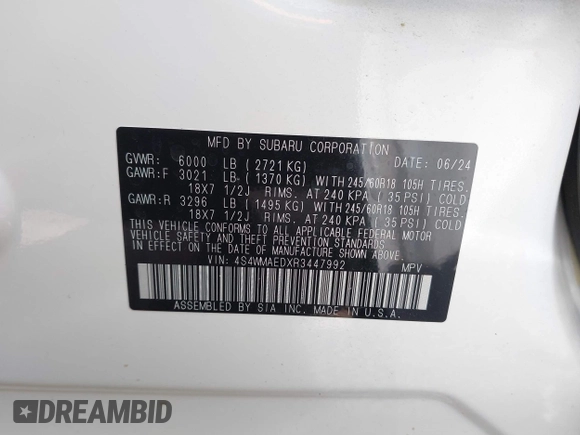 MFD BY SUBARU CORPORATION
GVWR: 6000 LB (2721 KG) DATE: 06/24
GAWR:F 3021 LB (1370 KG) WITH 245/60R18 105H TIRES.
18X7 1/2J RIMS. AT 240 KPA (35 PSI) COLD
GAWR:R 3296 LB (1495 KG) WITH 245/60R18 105H TIRES.
18X7 1/2J RIMS. AT 240 KPA (35 PSI) COLD
THIS VEHICLE CONFORMS TO ALL APPLICABLE FEDERAL MOTOR
VEHICLE SAFETY AND THEFT PREVENTION STANDARDS IN
EFFECT ON THE DATE OF MANUFACTURE SHOWN ABOVE.
VIN: 4S4WMAEDXR3447992 MPV
ASSEMBLED BY SIA INC. MADE IN U.S.A.
DREAMBID